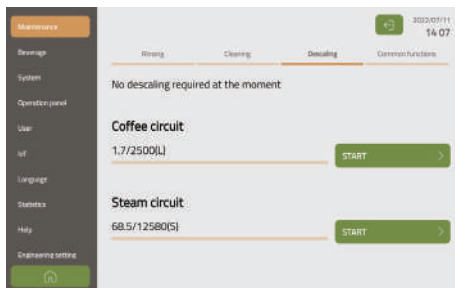 Maintenance
2022/07/11
14 07
Beverage
Rinsing
Cleaning
Descaling
Common functions
System
No descaling required at the moment
Operation panel
User
Coffee circuit
IoT
1.7/2500(L)
START
Language
Statistics
Steam circuit
Help
68.5/12580(S)
START
Engineering setting